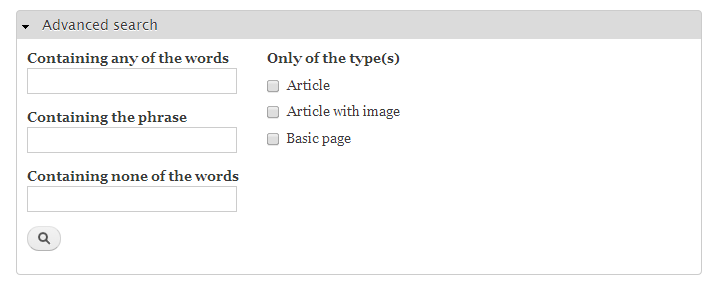 Advanced search
Containing any of the words
Containing the phrase
Containing none of the words
Only of the type(s)
Article
Article with image
Basic page